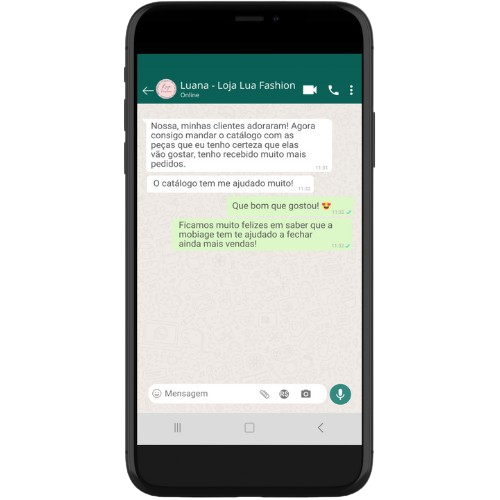 Luana - Loja Lua Fashion
Online
Nossa, minhas clientes adoraram! Agora
consigo mandar o catálogo com as
peças que eu tenho certeza que elas
vão gostar, tenho recebido muito mais
pedidos.
11:32
O catálogo tem me ajudado muito!
11:32
Que bom que gostou! 😍
11:32
Ficamos muito felizes em saber que a
mobiage tem te ajudado a fechar
ainda mais vendas!
11:33
Mensagem